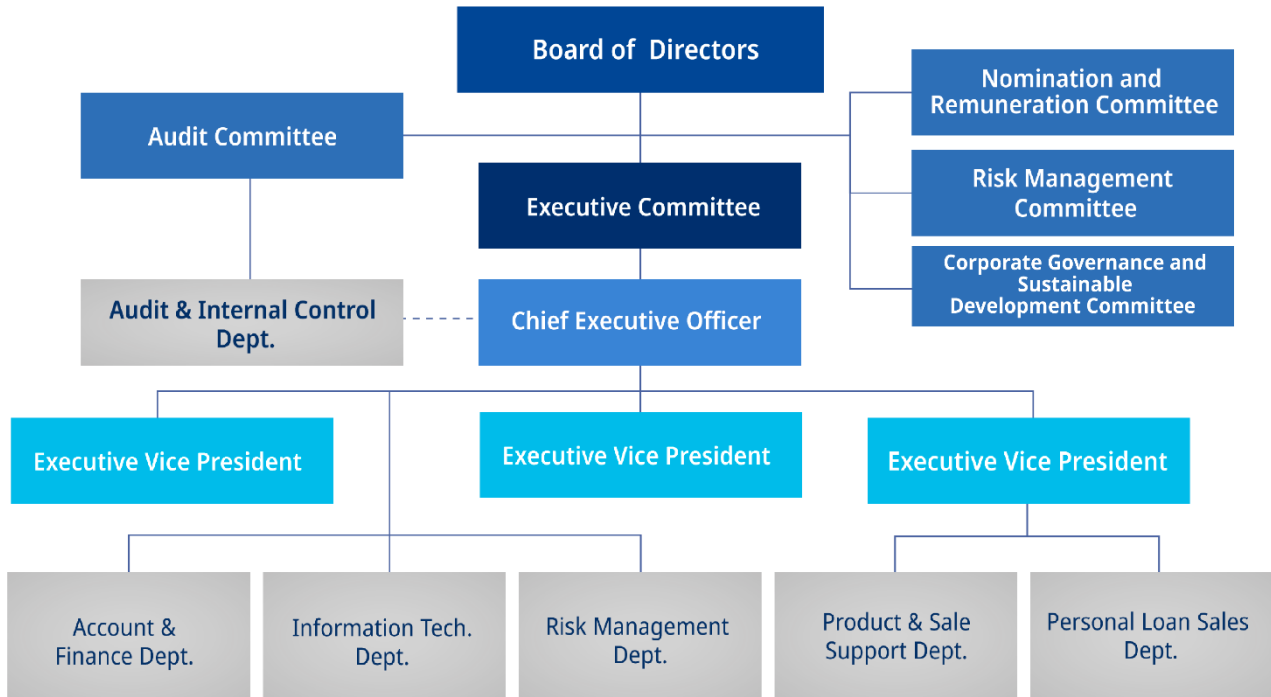 Board of Directors
Nomination and
Remuneration Committee
Audit Committee
Risk Management
Committee
Executive Committee
Corporate Governance and
Sustainable
Development Committee
Audit & Internal Control
Dept.
Chief Executive Officer
Executive Vice President
Executive Vice President
Executive Vice President
Account &
Finance Dept.
Information Tech.
Dept.
Risk Management
Dept.
Product & Sale
Support Dept.
Personal Loan Sales
Dept.